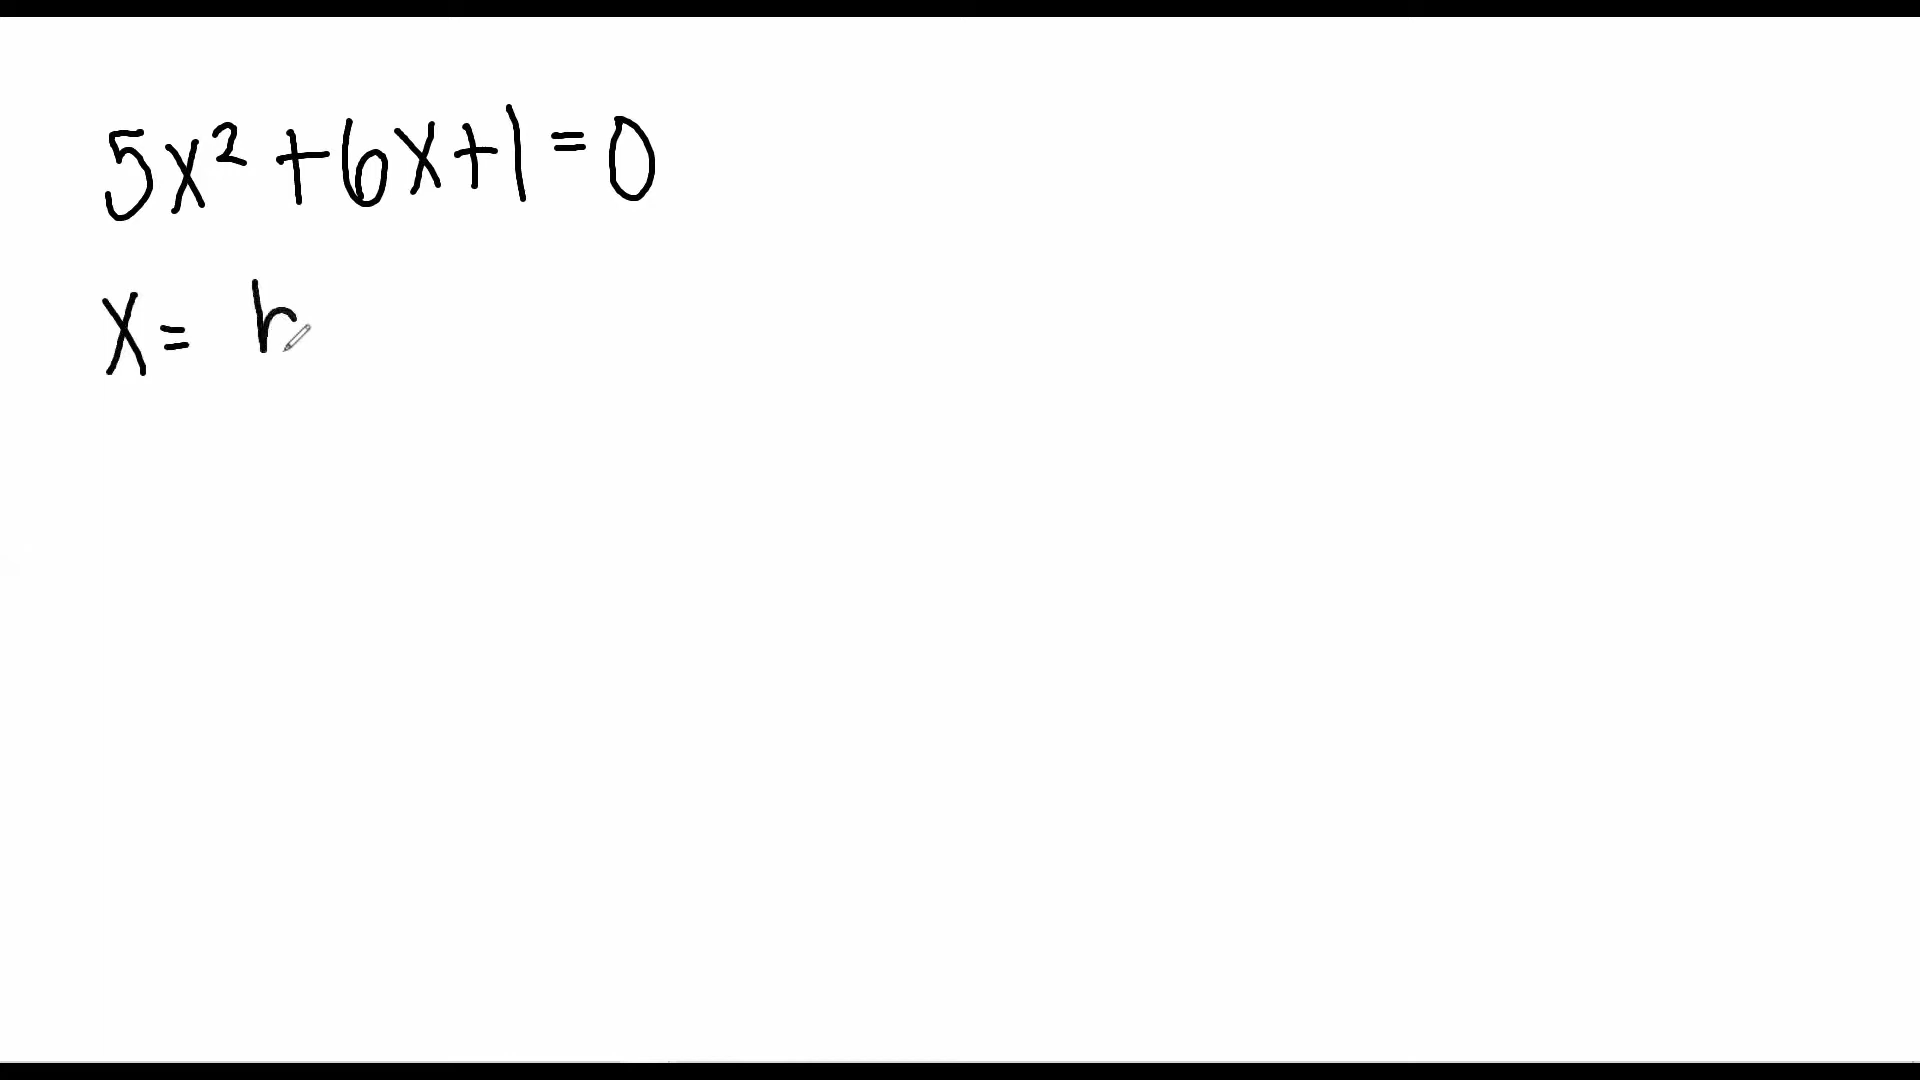 5x² + 6x + 1 = 0
x =